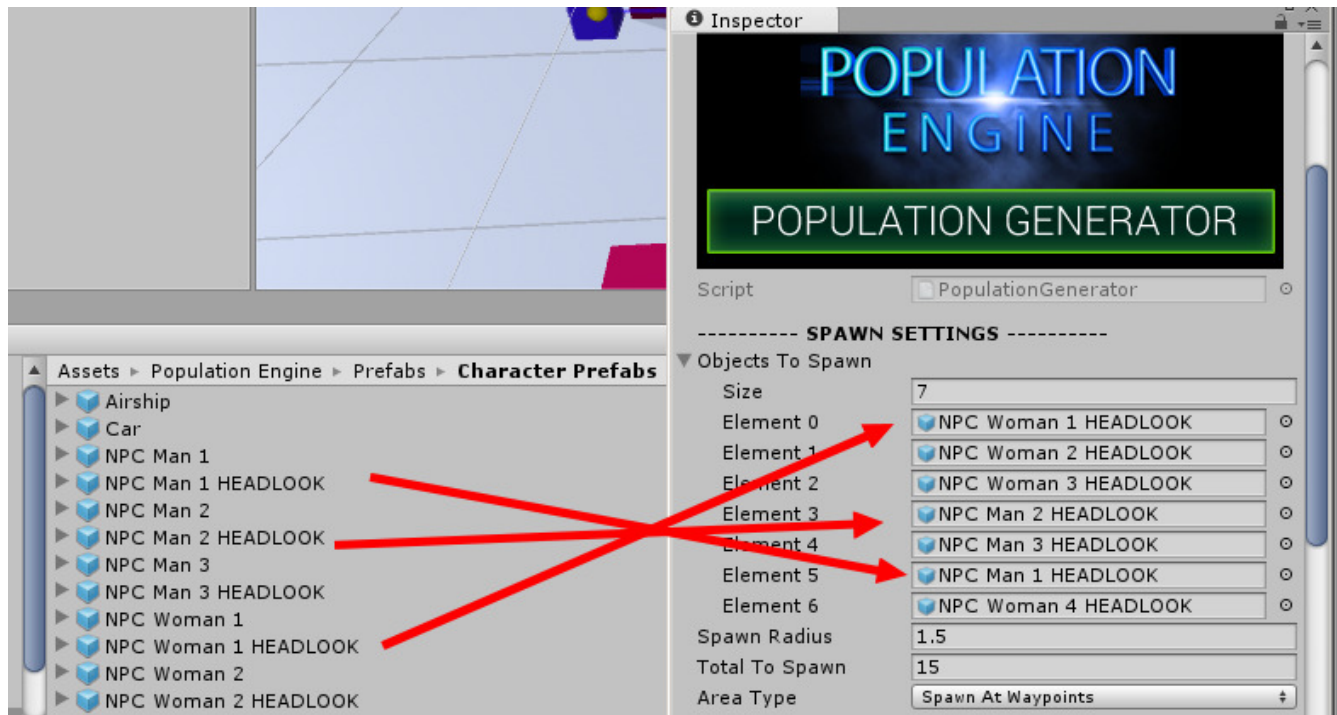 Assets ▸ Population Engine ▸ Prefabs ▸ Character Prefabs
Airship
Car
NPC Man 1
NPC Man 1 HEADLOOK
NPC Man 2
NPC Man 2 HEADLOOK
NPC Man 3
NPC Man 3 HEADLOOK
NPC Woman 1
NPC Woman 1 HEADLOOK
NPC Woman 2
NPC Woman 2 HEADLOOK
Inspector
POPULATION
ENGINE
POPULATION GENERATOR
Script PopulationGenerator
---------- SPAWN SETTINGS ----------
Objects To Spawn
Size 7
Element 0 NPC Woman 1 HEADLOOK
Element 1 NPC Woman 2 HEADLOOK
Element 2 NPC Woman 3 HEADLOOK
Element 3 NPC Man 2 HEADLOOK
Element 4 NPC Man 3 HEADLOOK
Element 5 NPC Man 1 HEADLOOK
Element 6 NPC Woman 4 HEADLOOK
Spawn Radius 1.5
Total To Spawn 15
Area Type Spawn At Waypoints